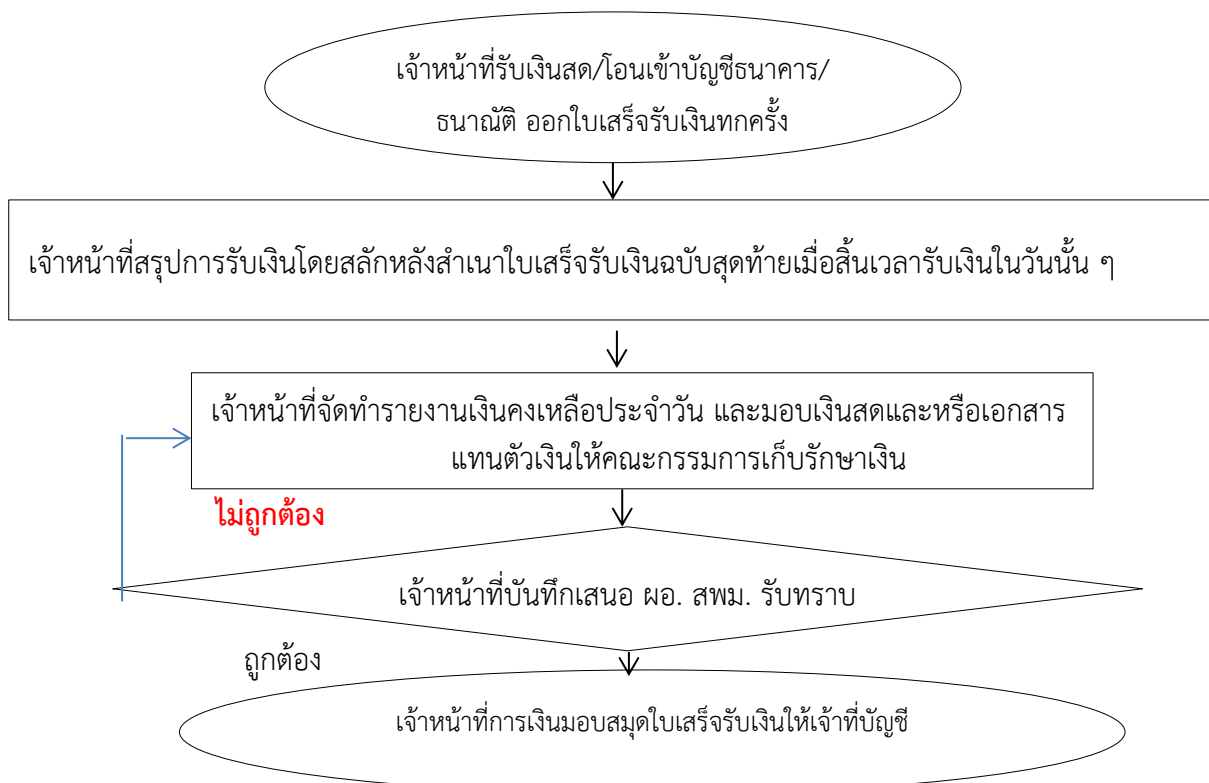 เจ้าหน้าที่รับเงินสด/โอนเข้าบัญชีธนาคาร/
ธนาณัติ ออกใบเสร็จรับเงินทกครั้ง
เจ้าหน้าที่สรุปการรับเงินโดยสลักหลังสำเนาใบเสร็จรับเงินฉบับสุดท้ายเมื่อสิ้นเวลารับเงินในวันนั้น ๆ
เจ้าหน้าที่จัดทำรายงานเงินคงเหลือประจำวัน และมอบเงินสดและหรือเอกสาร
แทนตัวเงินให้คณะกรรมการเก็บรักษาเงิน
ไม่ถูกต้อง
เจ้าหน้าที่บันทึกเสนอ ผอ. สพม. รับทราบ
ถูกต้อง
เจ้าหน้าที่การเงินมอบสมุดใบเสร็จรับเงินให้เจ้าที่บัญชี